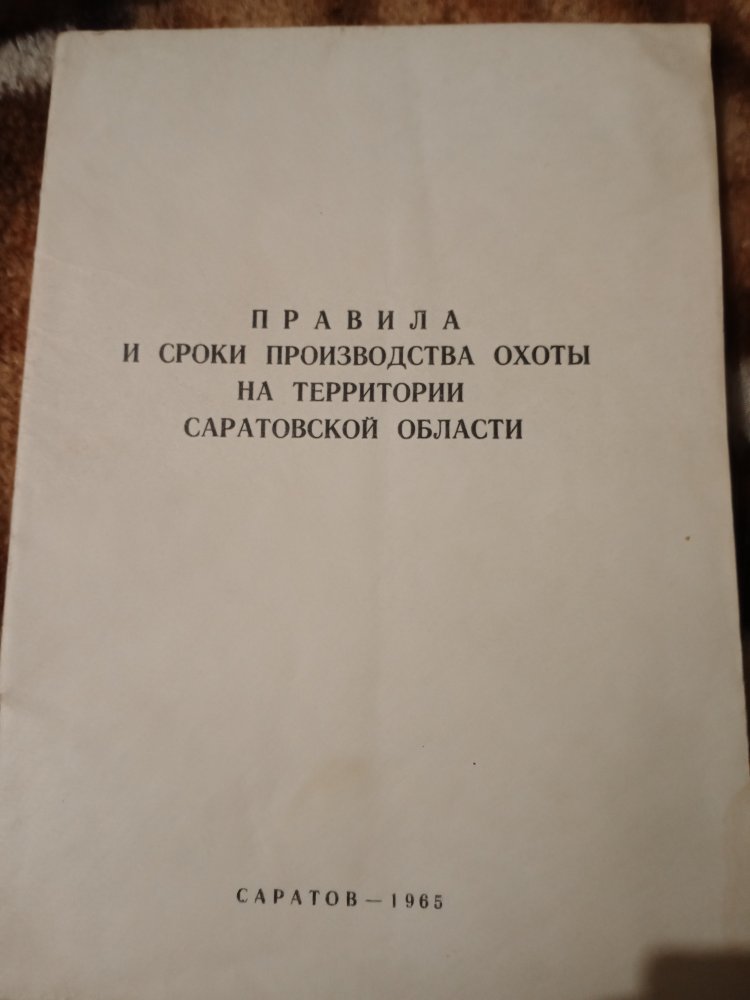 ПРАВИЛА
И СРОКИ ПРОИЗВОДСТВА ОХОТЫ
НА ТЕРРИТОРИИ
САРАТОВСКОЙ ОБЛАСТИ
САРАТОВ — 1965